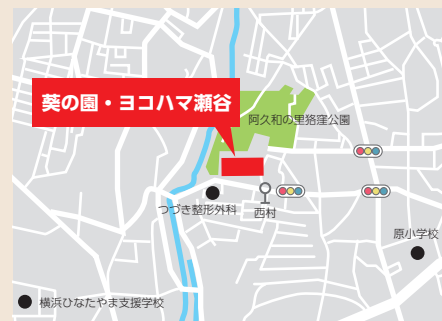 葵の園・ヨコハマ瀬谷
阿久和の里狢窪公園
つづき整形外科
西村
原小学校
横浜ひなたやま支援学校